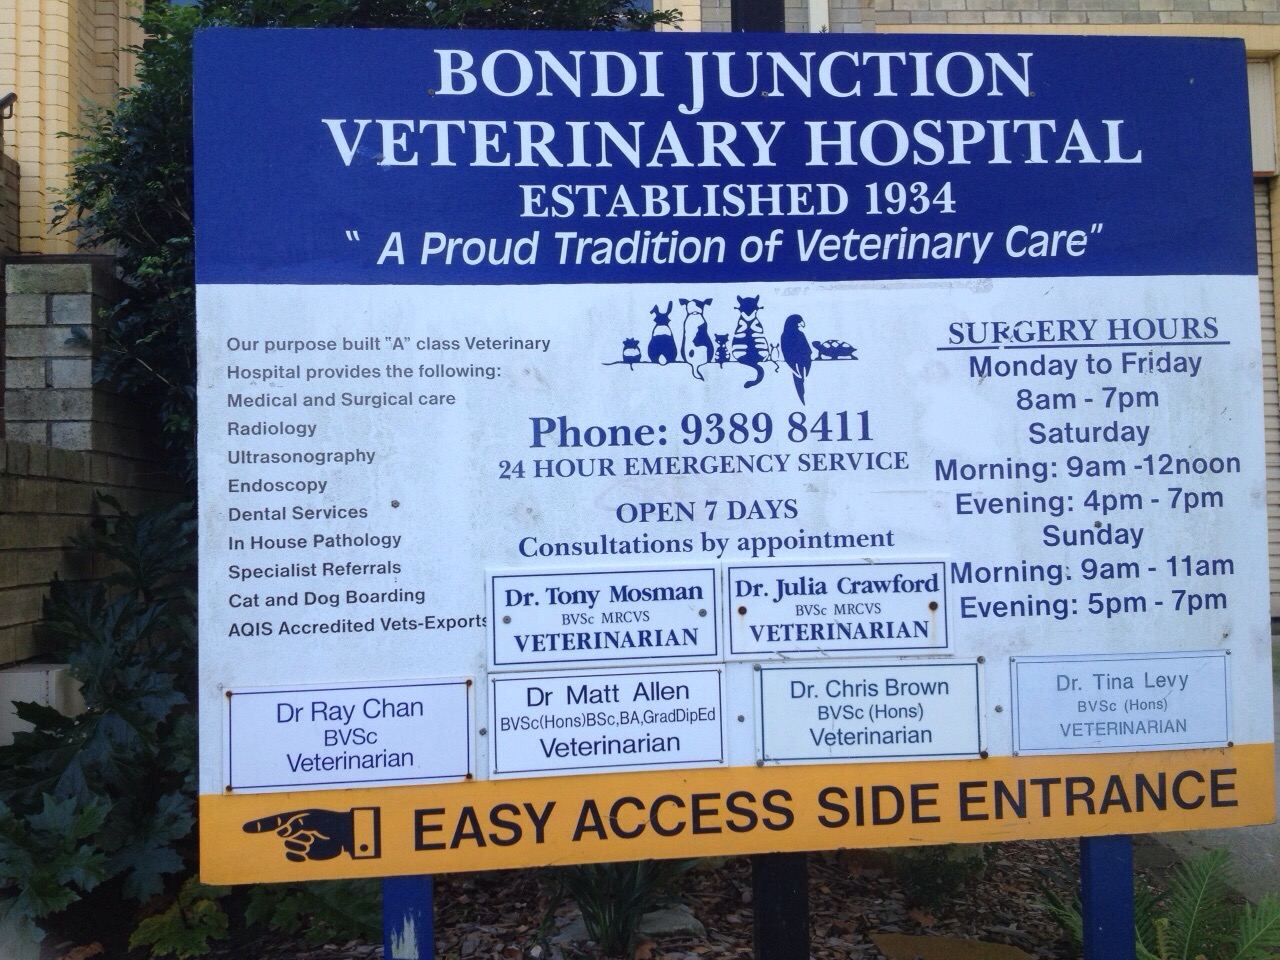 BONDI JUNCTION
VETERINARY HOSPITAL
ESTABLISHED 1934
" A Proud Tradition of Veterinary Care"
Our purpose built "A" class Veterinary
Hospital provides the following:
Medical and Surgical care
Radiology
Ultrasonography
Endoscopy
Dental Services
In House Pathology
Specialist Referrals
Cat and Dog Boarding
AQIS Accredited Vets-Exports
Phone: 9389 8411
24 HOUR EMERGENCY SERVICE
OPEN 7 DAYS
Consultations by appointment
SURGERY HOURS
Monday to Friday
8am - 7pm
Saturday
Morning: 9am -12noon
Evening: 4pm - 7pm
Sunday
Morning: 9am - 11am
Evening: 5pm - 7pm
Dr. Tony Mosman
BVSc MRCVS
VETERINARIAN
Dr. Julia Crawford
BVSc MRCVS
VETERINARIAN
Dr Ray Chan
BVSc
Veterinarian
Dr Matt Allen
BVSc(Hons)BSc,BA,GradDipEd
Veterinarian
Dr. Chris Brown
BVSc (Hons)
Veterinarian
Dr. Tina Levy
BVSc (Hons)
VETERINARIAN
EASY ACCESS SIDE ENTRANCE